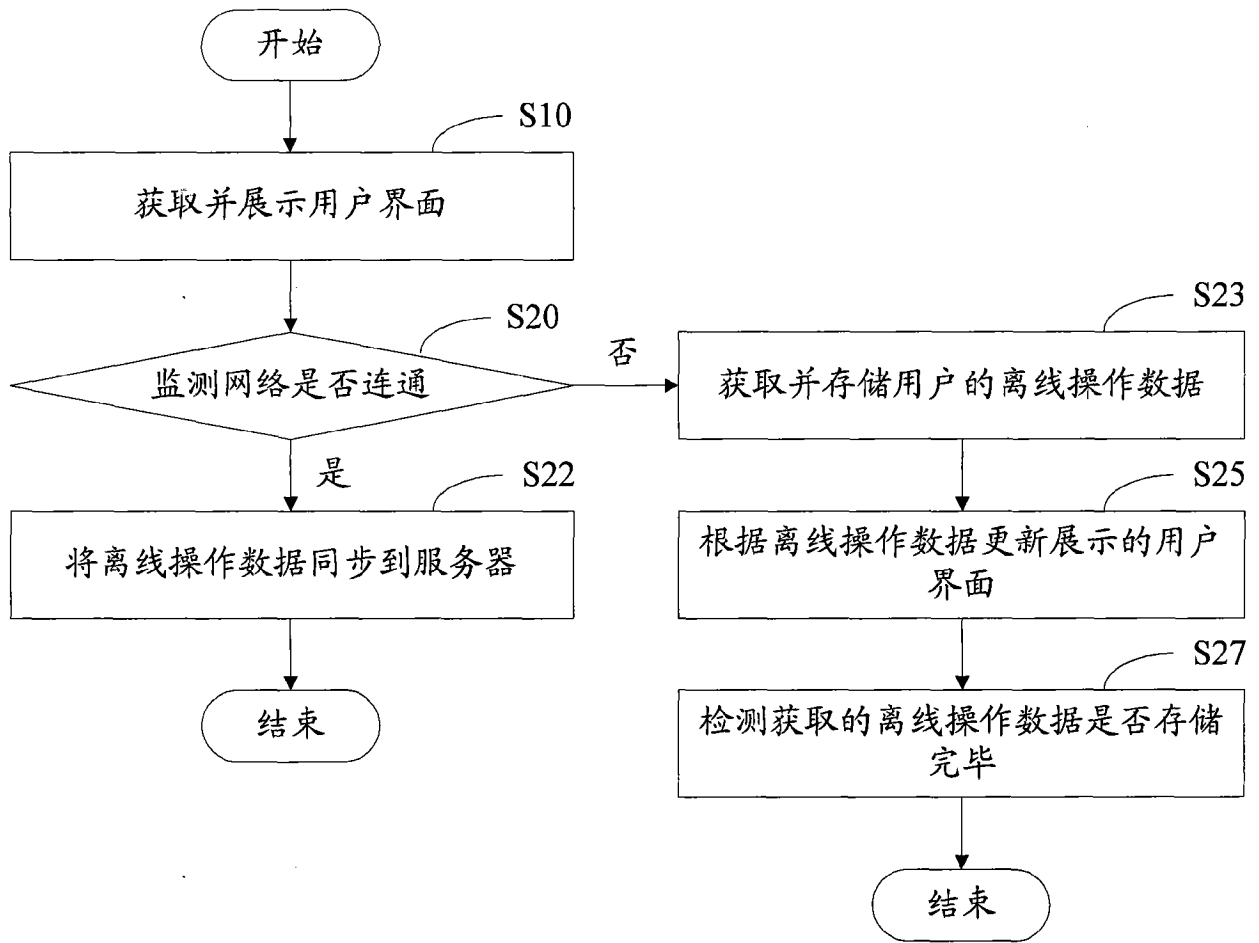 开始
S10
获取并展示用户界面
S20
监测网络是否连通
否
是
S22
将离线操作数据同步到服务器
结束
S23
获取并存储用户的离线操作数据
S25
根据离线操作数据更新展示的用户
界面
S27
检测获取的离线操作数据是否存储
完毕
结束